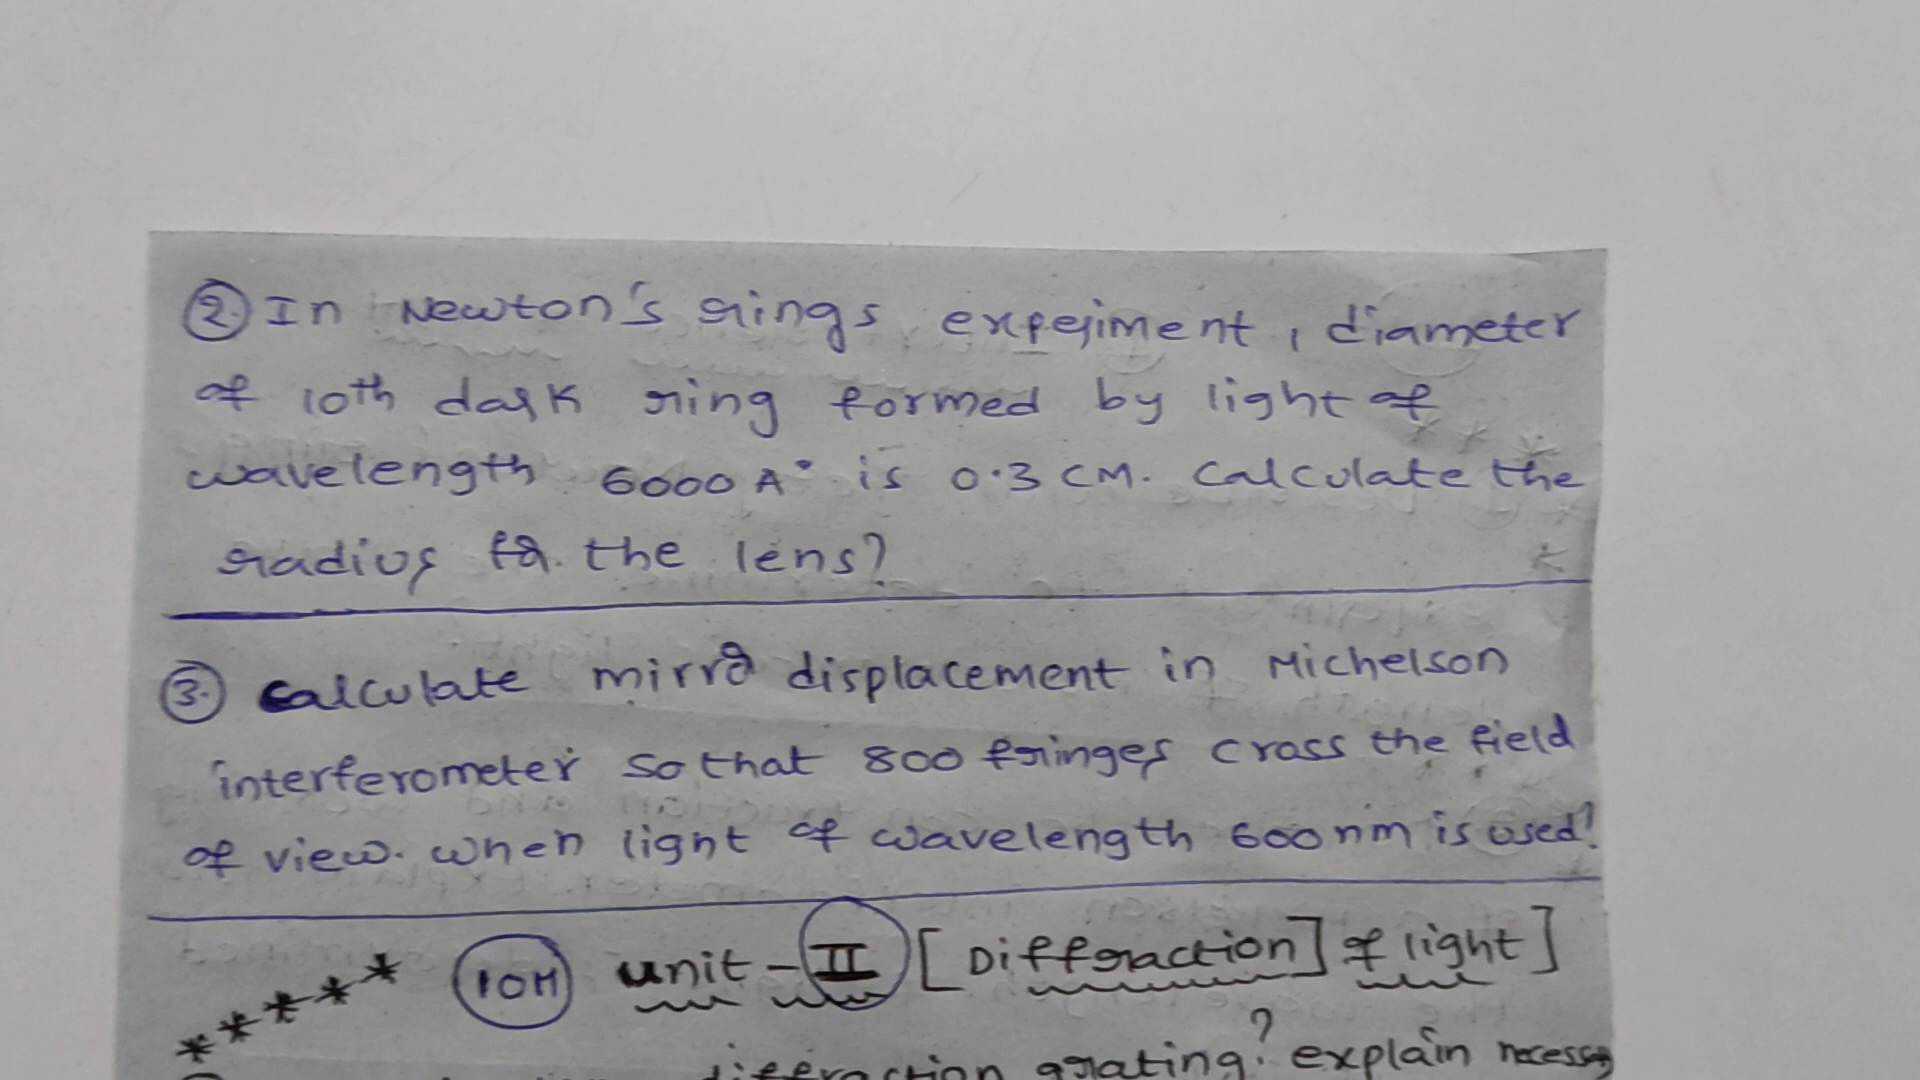 ② In Newton's rings experiment, diameter
of 10th dark ring formed by light of
wavelength 6000 A° is 0.3 CM. Calculate the
radius for the lens?
③ Calculate mirror displacement in Michelson
interferometer so that 800 fringes cross the field
of view. when light of wavelength 600 nm is used?
***** 10M unit - II [Diffraction] of light]
diffraction grating? explain necessary